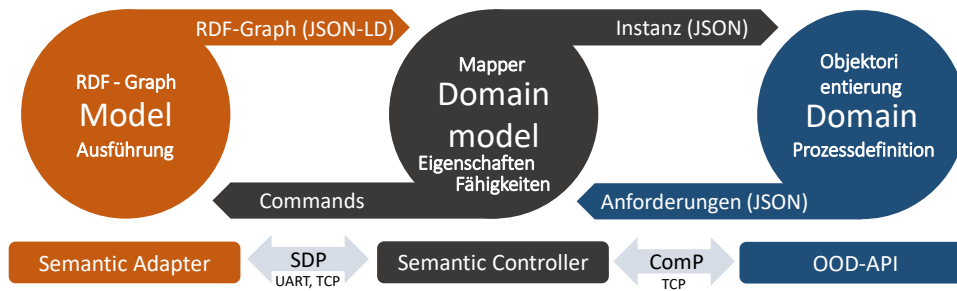 RDF-Graph (JSON-LD)
Instanz (JSON)
RDF - Graph
Model
Ausführung
Mapper
Domain
model
Eigenschaften
Fähigkeiten
Objektori
entierung
Domain
Prozessdefinition
Commands
Anforderungen (JSON)
Semantic Adapter
SDP
UART, TCP
Semantic Controller
ComP
TCP
OOD-API